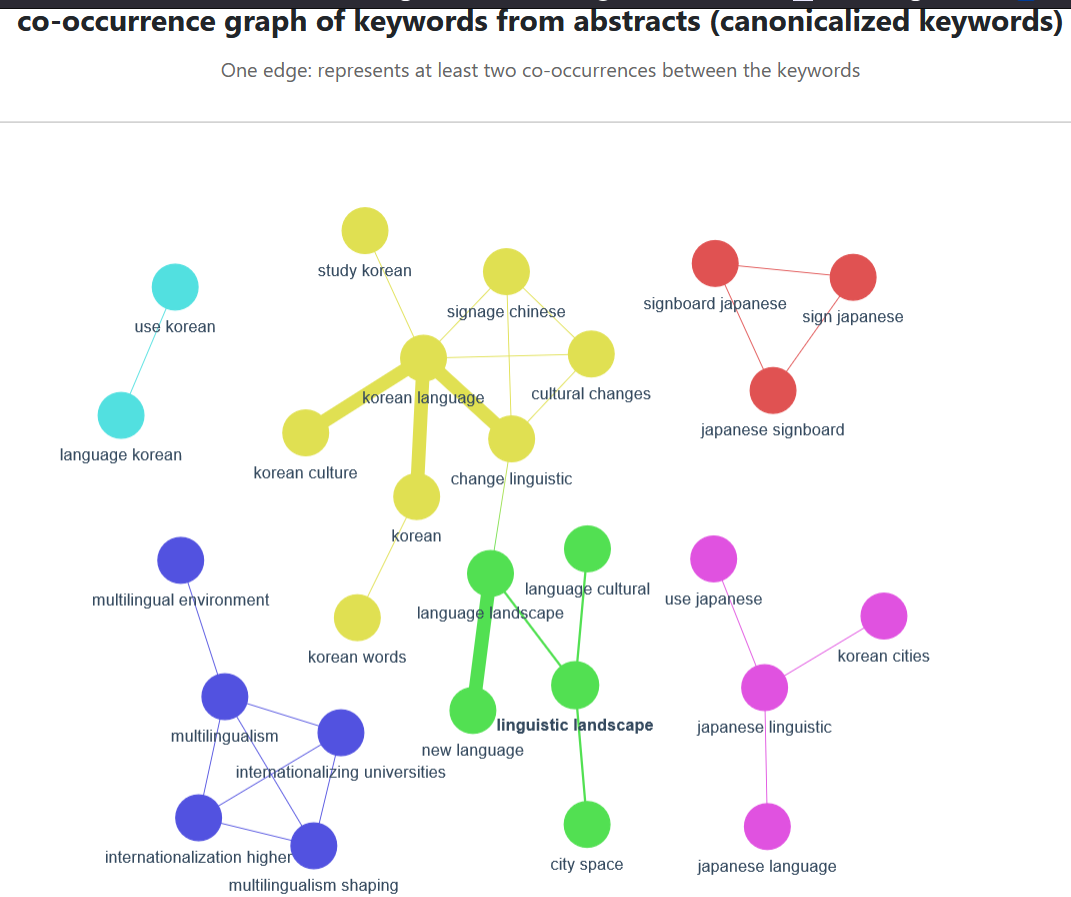 co-occurrence graph of keywords from abstracts (canonicalized keywords)
One edge: represents at least two co-occurrences between the keywords
study korean
signage chinese
signboard japanese
sign japanese
use korean
korean language
cultural changes
japanese signboard
language korean
korean culture
change linguistic
korean
multilingual environment
language cultural
use japanese
language landscape
korean words
korean cities
multilingualism
linguistic landscape
japanese linguistic
new language
internationalizing universities
internationalization higher
city space
japanese language
multilingualism shaping